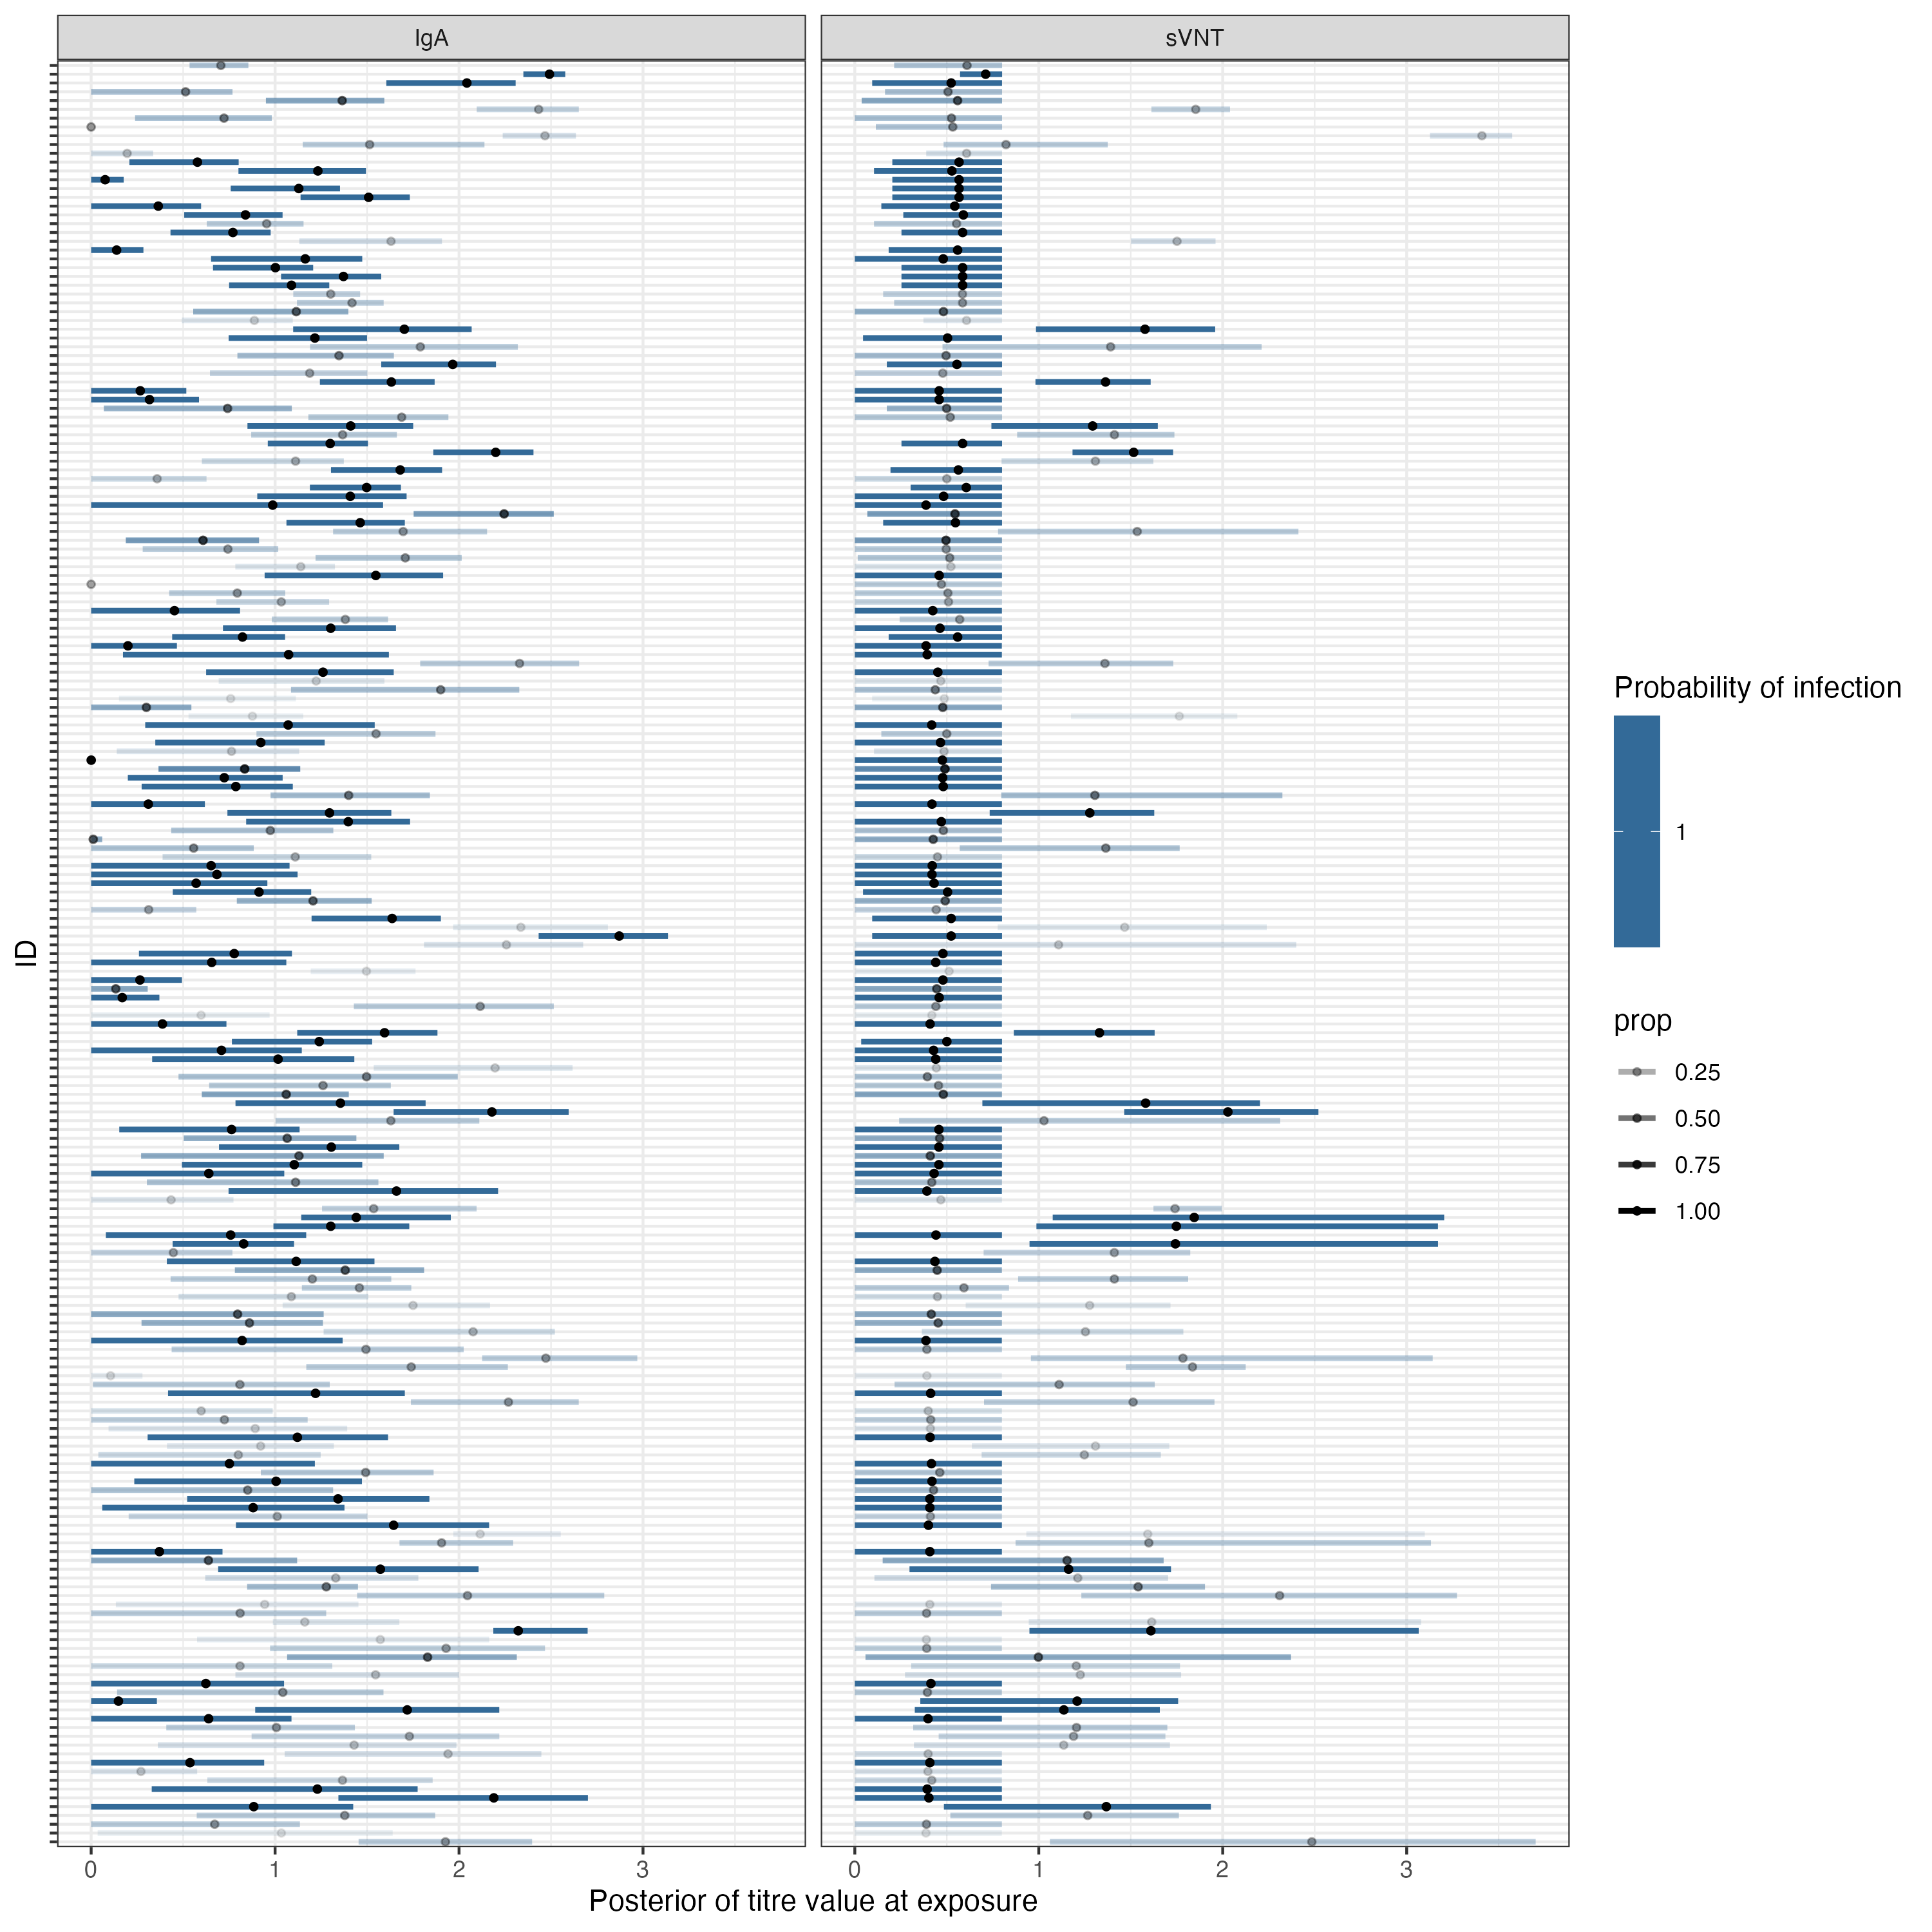 IgA
sVNT
ID
0
1
2
3
0
1
2
3
Posterior of titre value at exposure
Probability of infection
1
prop
0.25
0.50
0.75
1.00